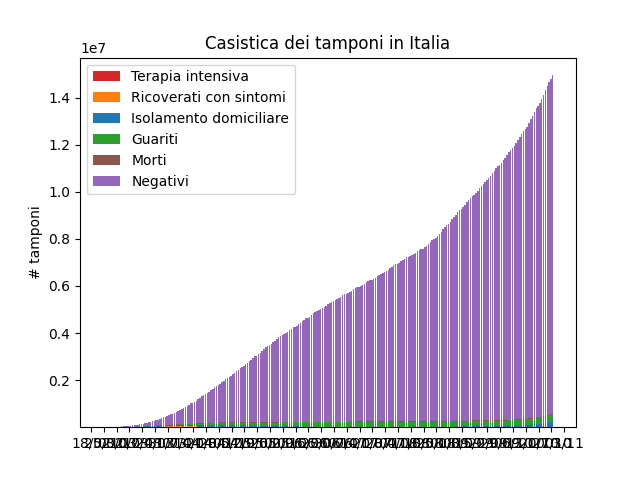 Casistica dei tamponi in Italia
1e7
Terapia intensiva
Ricoverati con sintomi
Isolamento domiciliare
Guariti
Morti
Negativi
1.4
1.2
1.0
0.8
0.6
0.4
0.2
# tamponi